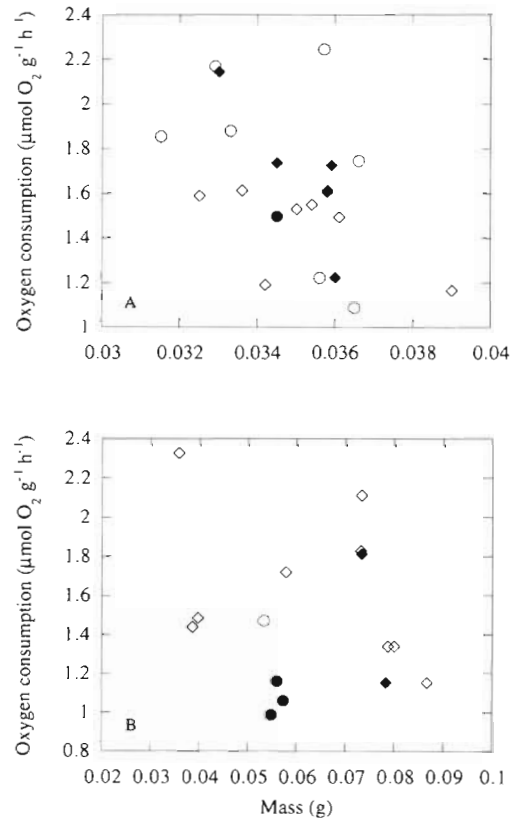 2.4
2.2
2
1.8
1.6
1.4
1.2
1
Oxygen consumption (µmol O₂ g⁻¹ h⁻¹)
A
0.03 0.032 0.034 0.036 0.038 0.04
2.4
2.2
2
1.8
1.6
1.4
1.2
1
0.8
Oxygen consumption (µmol O₂ g⁻¹ h⁻¹)
B
0.02 0.03 0.04 0.05 0.06 0.07 0.08 0.09 0.1
Mass (g)